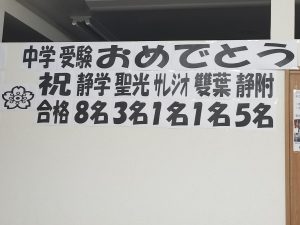 中学受験おめでとう
祝 静学 聖光 サレジオ 雙葉 静附
合格 8名 3名 1名 1名 5名